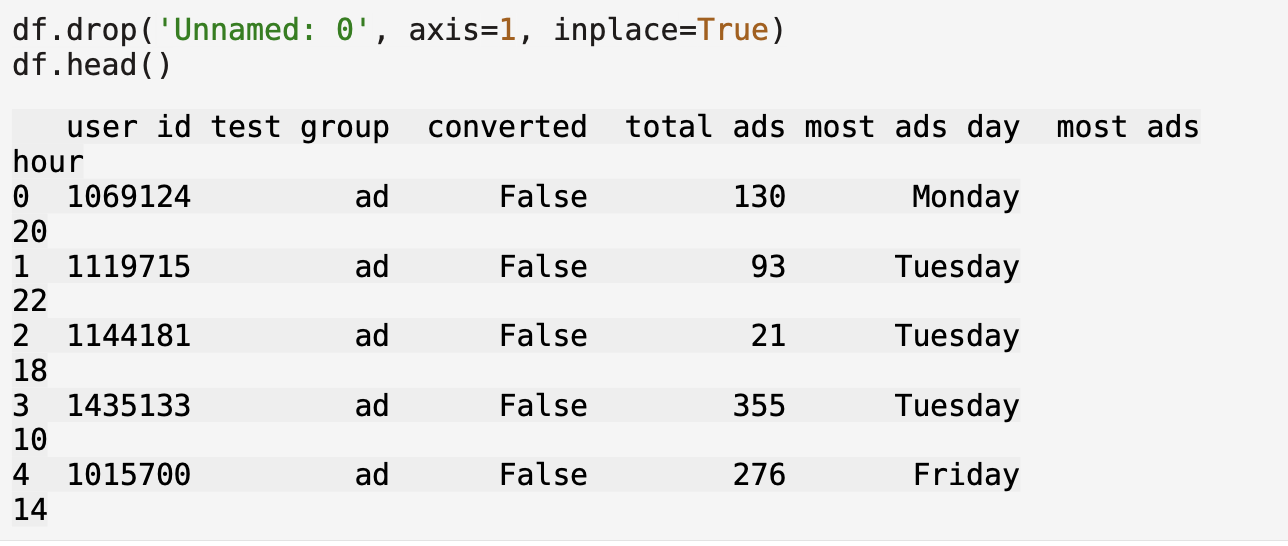 df.drop('Unnamed: 0', axis=1, inplace=True)
df.head()
   user id test group  converted  total ads most ads day  most ads
hour
0  1069124         ad      False        130       Monday
20
1  1119715         ad      False         93      Tuesday
22
2  1144181         ad      False         21      Tuesday
18
3  1435133         ad      False        355      Tuesday
10
4  1015700         ad      False        276       Friday
14